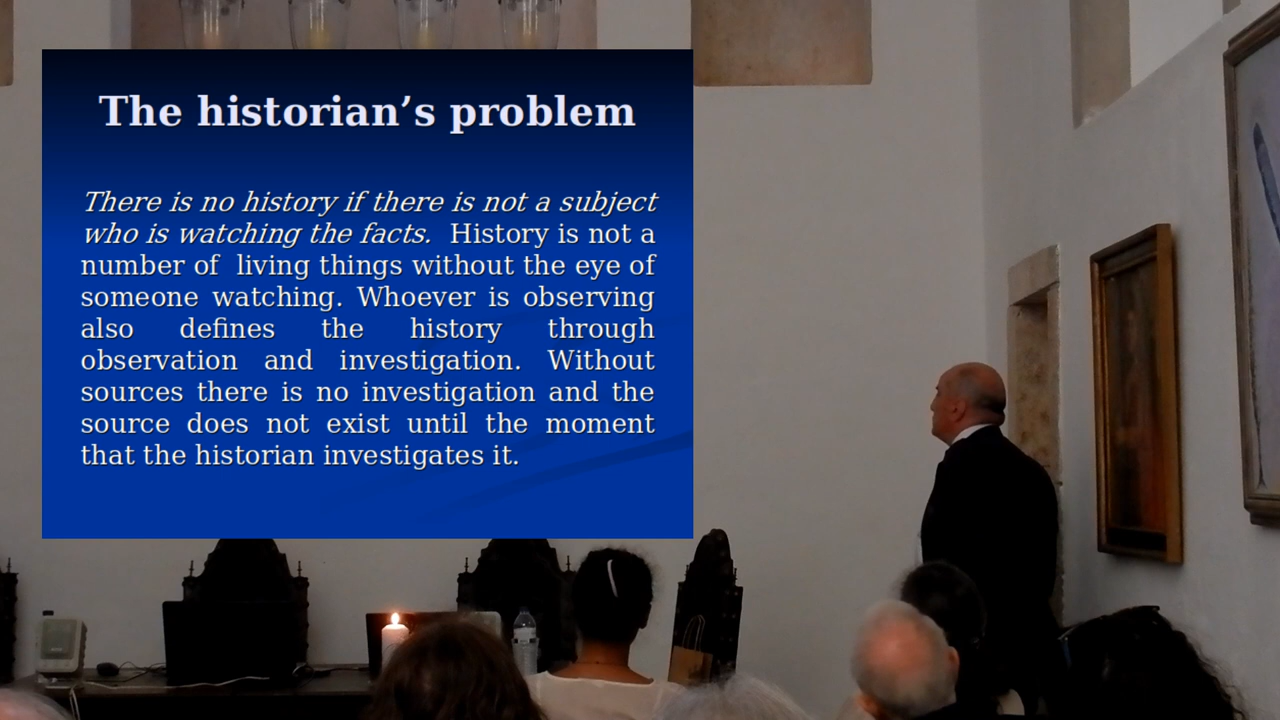 The historian’s problem
There is no history if there is not a subject
who is watching the facts. History is not a
number of living things without the eye of
someone watching. Whoever is observing
also defines the history through
observation and investigation. Without
sources there is no investigation and the
source does not exist until the moment
that the historian investigates it.